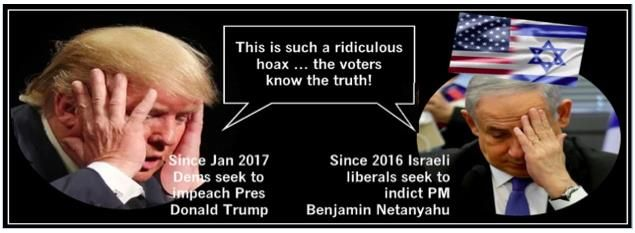 This is such a ridiculous
hoax ... the voters
know the truth!
Since Jan 2017
Dems seek to
impeach Pres
Donald Trump
Since 2016 Israeli
liberals seek to
indict PM
Benjamin Netanyahu